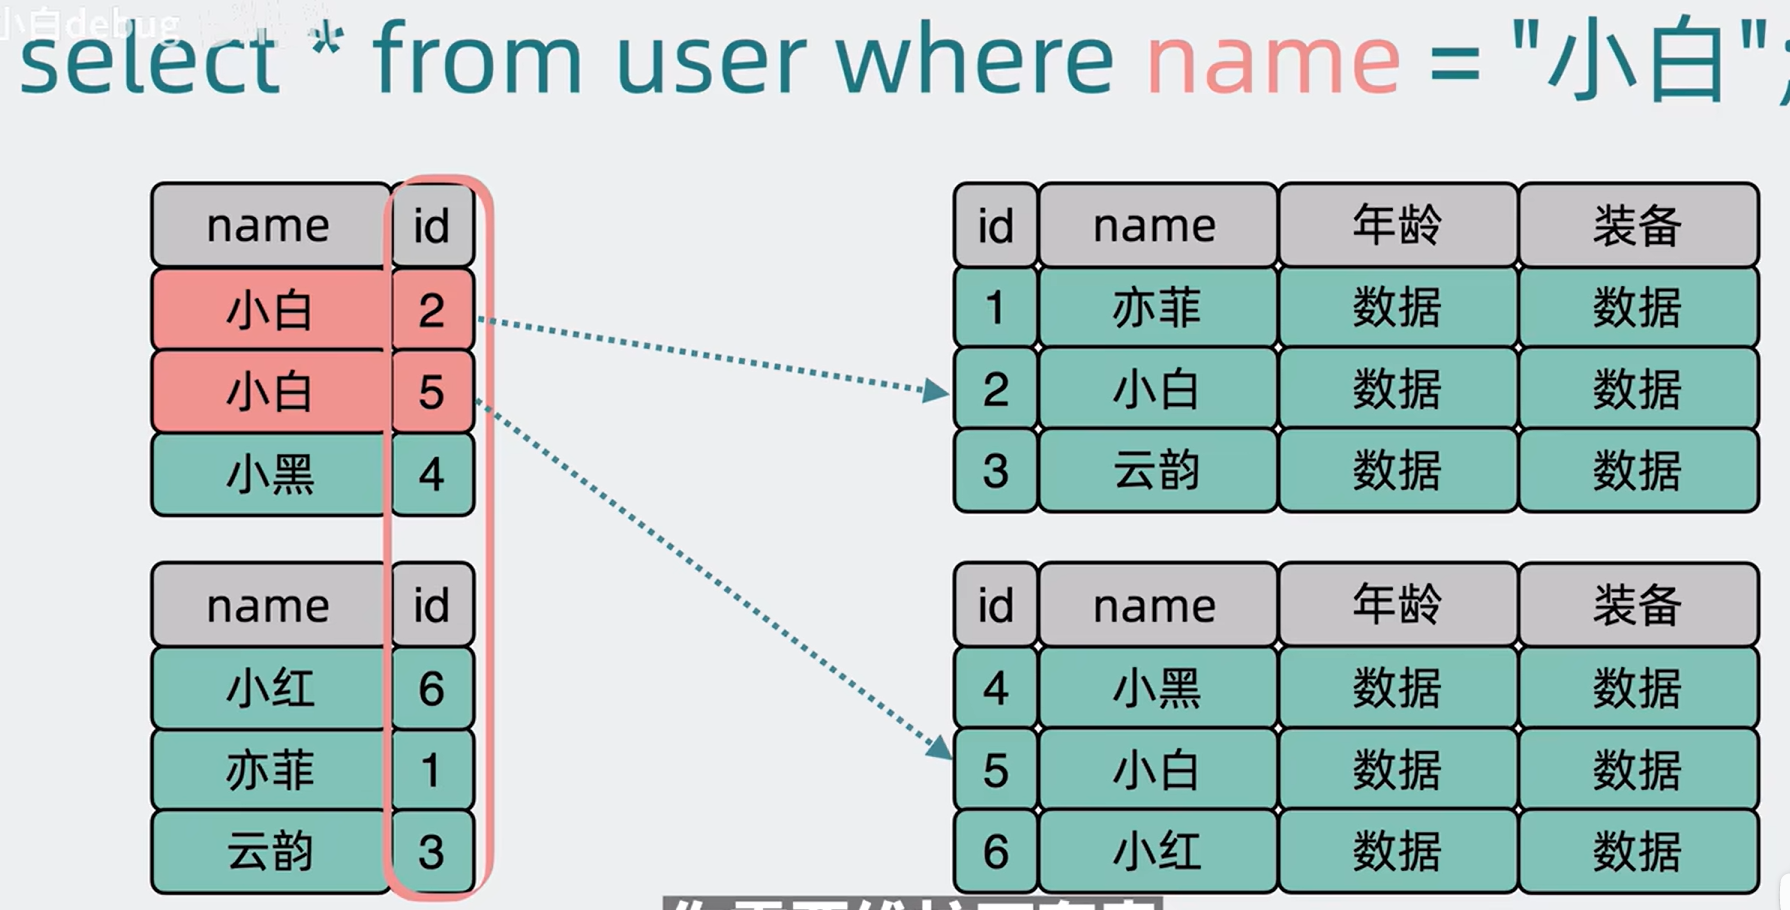 小白debug
select * from user where name = "小白";
name id
小白 2
小白 5
小黑 4
name id
小红 6
亦菲 1
云韵 3
id name 年龄 装备
1 亦菲 数据 数据
2 小白 数据 数据
3 云韵 数据 数据
id name 年龄 装备
4 小黑 数据 数据
5 小白 数据 数据
6 小红 数据 数据